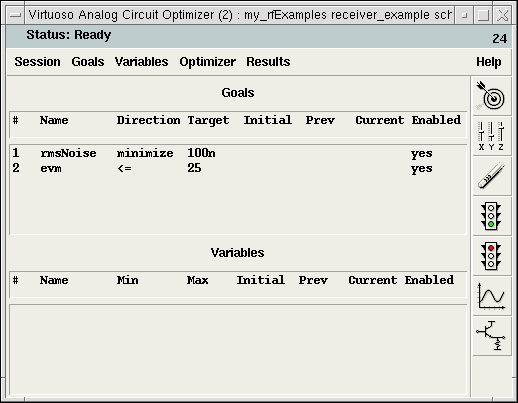 Virtuoso Analog Circuit Optimizer (2) : my_rfExamples receiver_example sch
Status: Ready
24
Session Goals Variables Optimizer Results Help
Goals
# Name Direction Target Initial Prev Current Enabled
1 rmsNoise minimize 100n yes
2 evm <= 25 yes
X Y Z
Variables
# Name Min Max Initial Prev Current Enabled